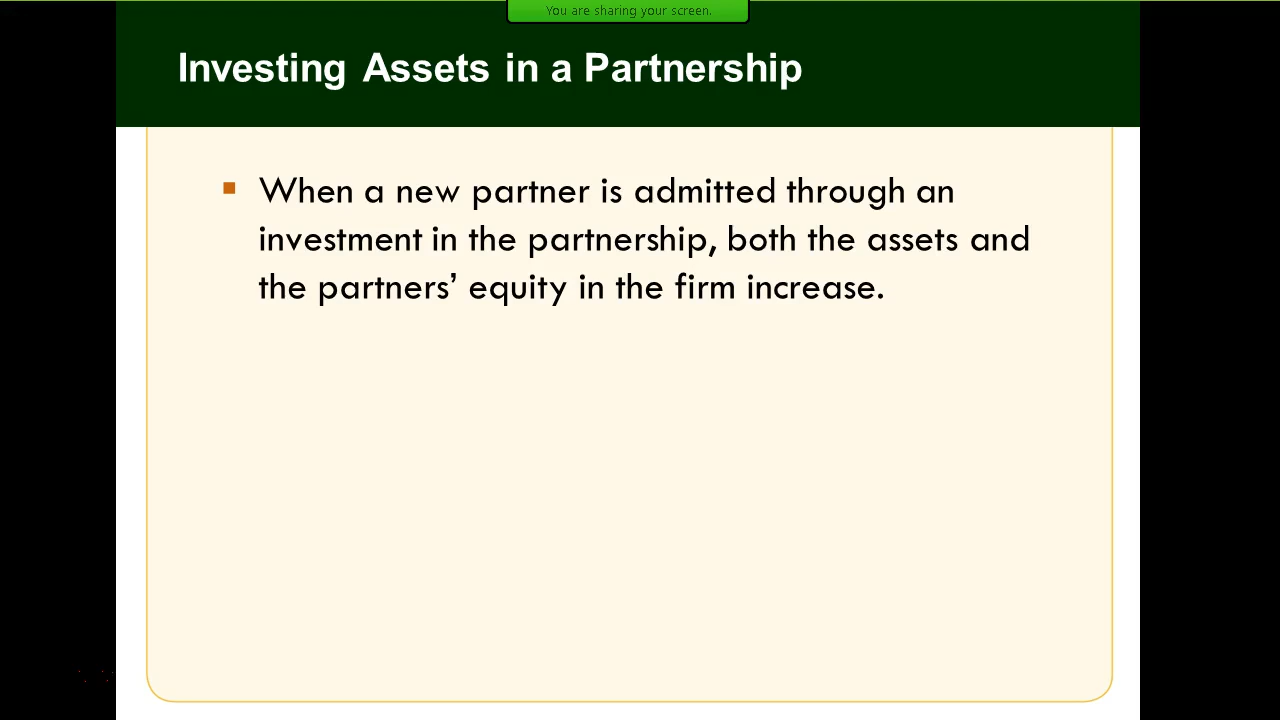 You are sharing your screen.
Investing Assets in a Partnership
▪ When a new partner is admitted through an
investment in the partnership, both the assets and
the partners’ equity in the firm increase.